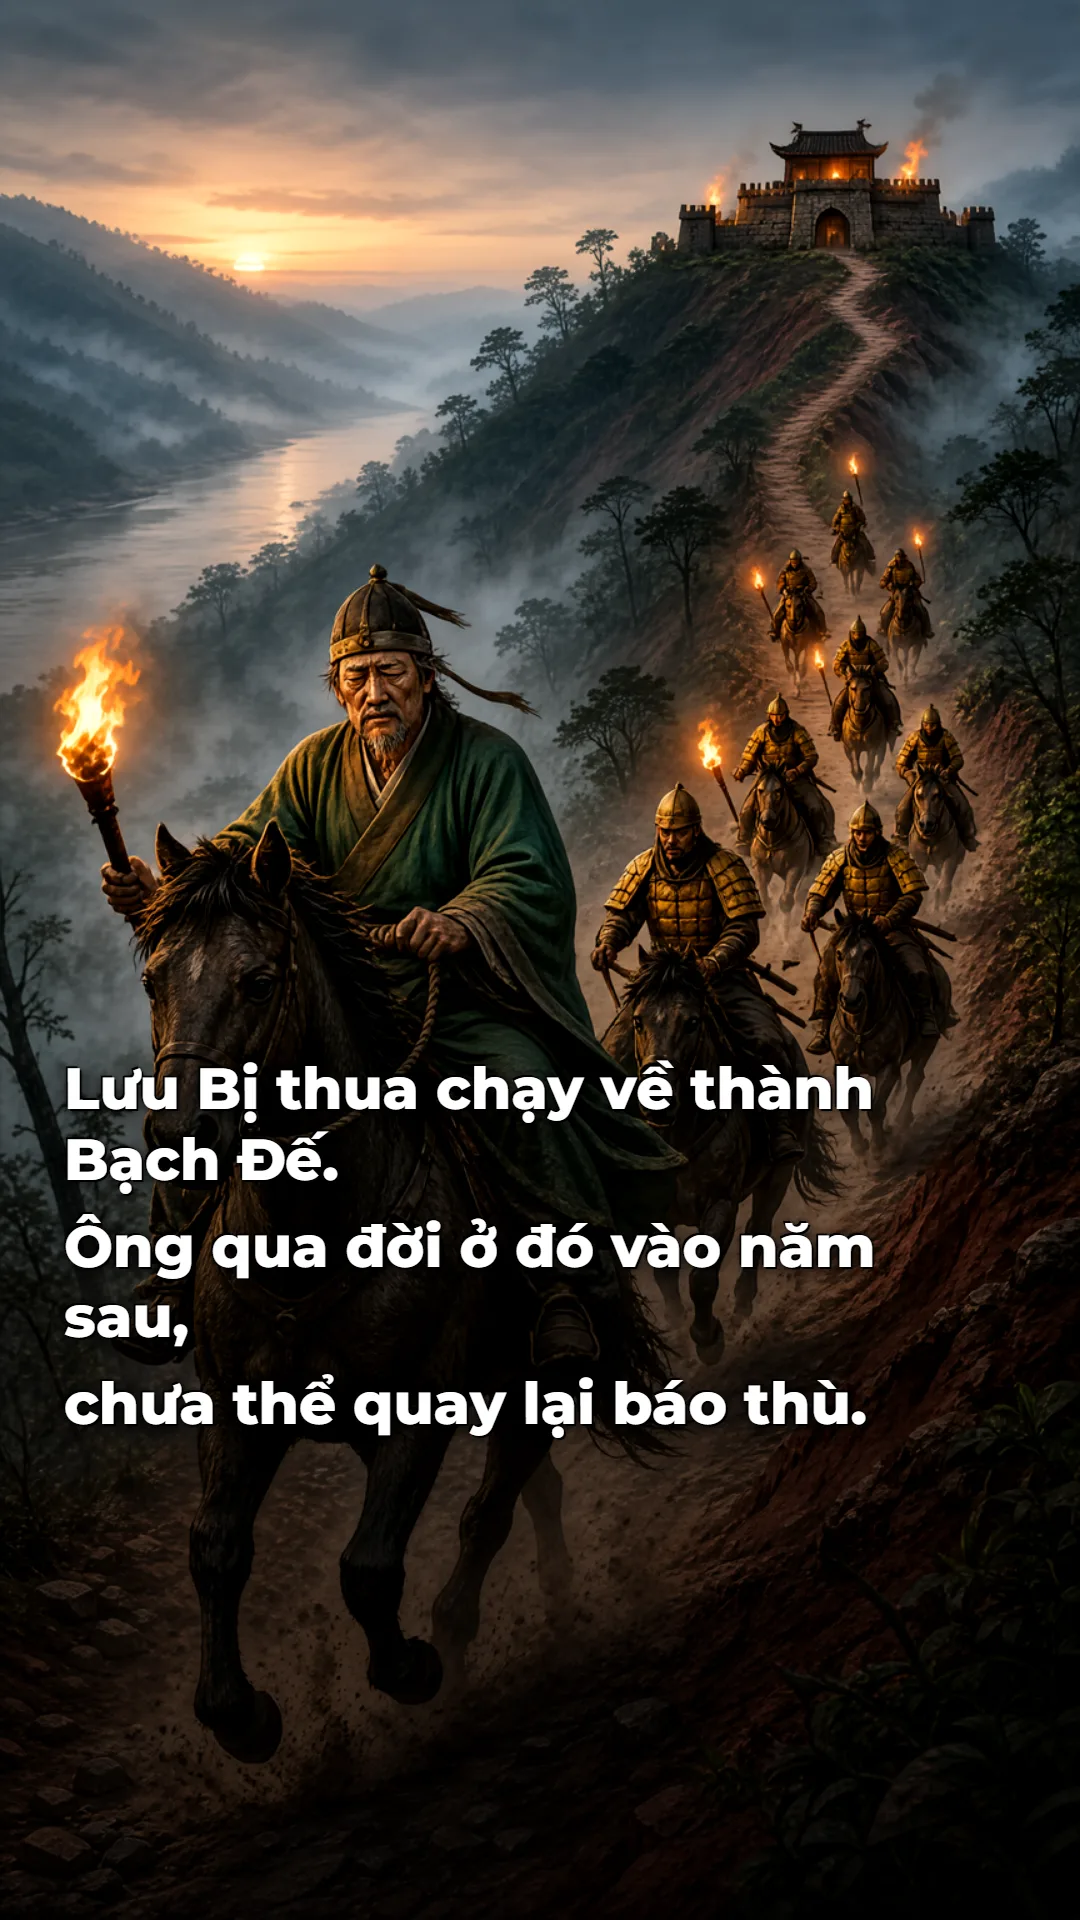 Lưu Bị thua chạy về thành
Bạch Đế.
Ông qua đời ở đó vào năm
sau,
chưa thể quay lại báo thù.